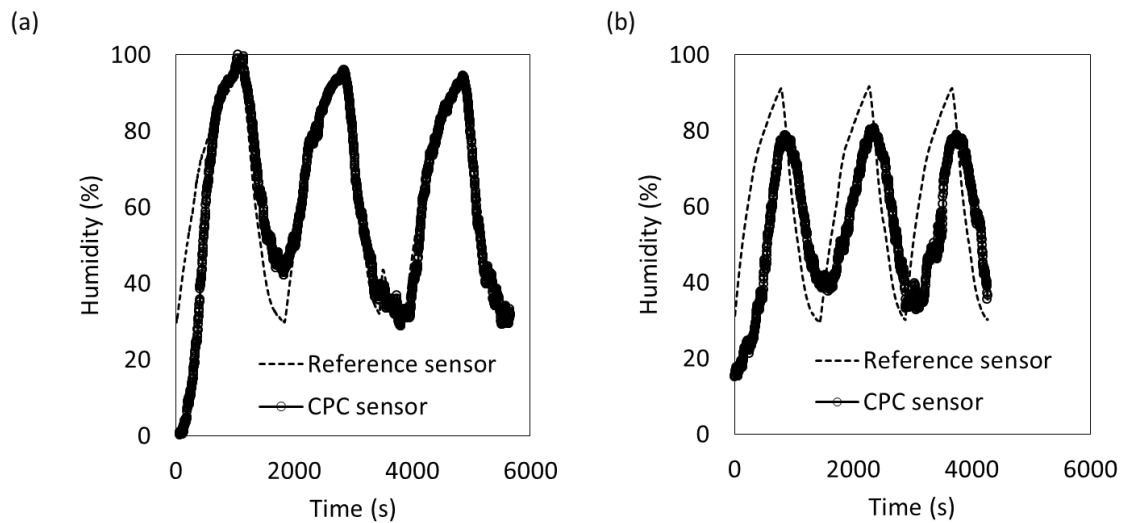 (a)
100
80
60
40
20
0
Humidity (%)
Reference sensor
CPC sensor
0 2000 4000 6000
Time (s)
(b)
100
80
60
40
20
0
Humidity (%)
Reference sensor
CPC sensor
0 2000 4000 6000
Time (s)